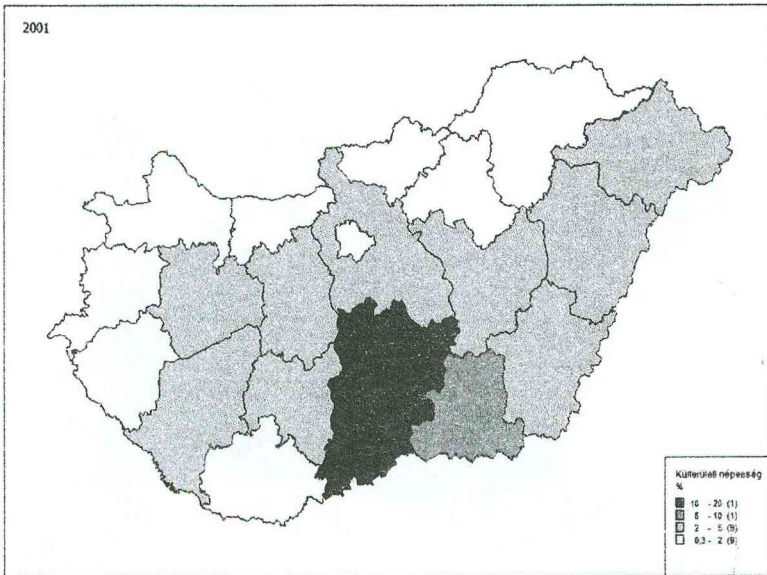 2001
Külterületi népesség
%
10 - 20 (1)
5 - 10 (1)
2 - 5 (9)
0,3 - 2 (9)